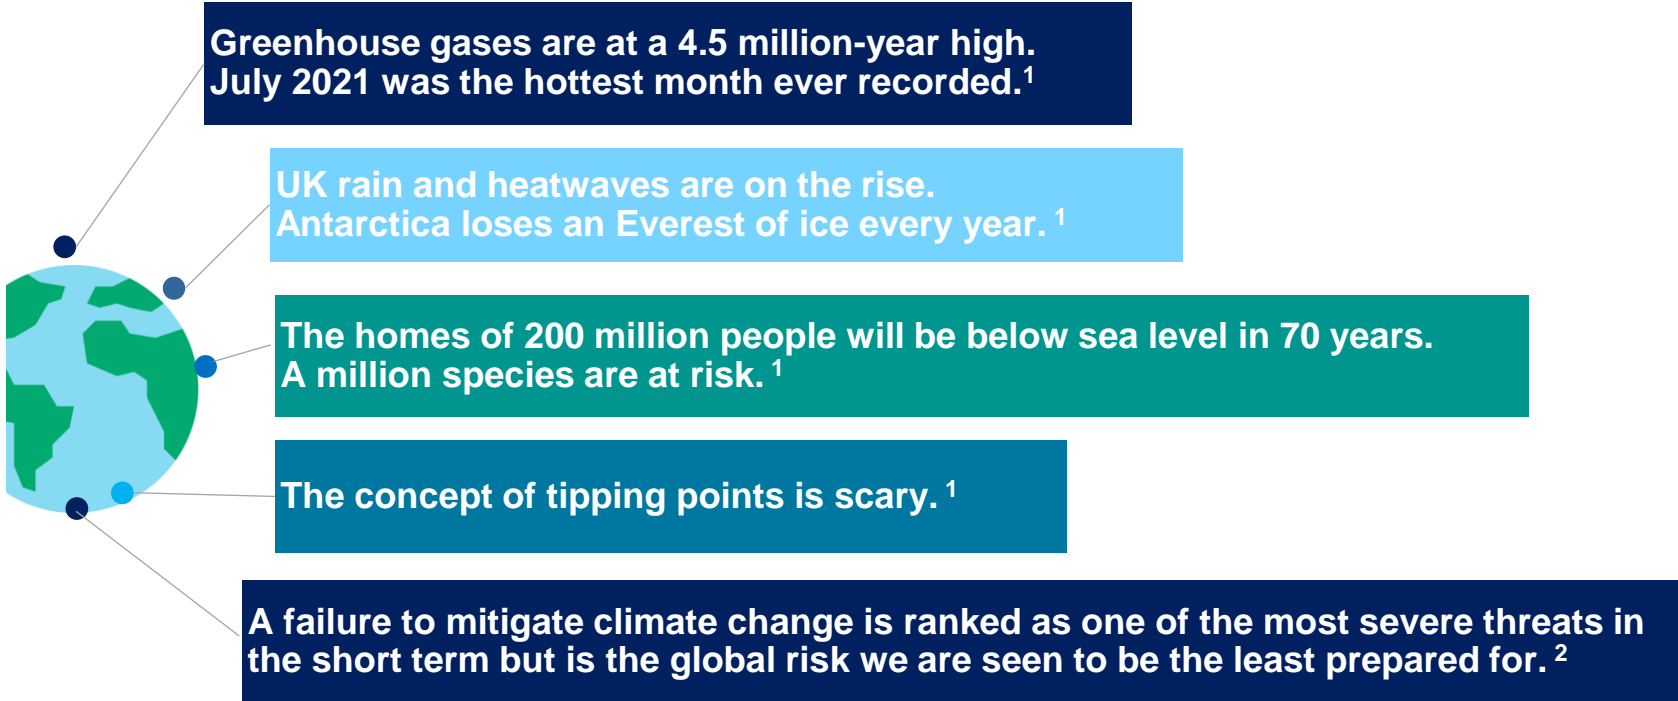 Greenhouse gases are at a 4.5 million-year high.
July 2021 was the hottest month ever recorded.¹
UK rain and heatwaves are on the rise.
Antarctica loses an Everest of ice every year. ¹
The homes of 200 million people will be below sea level in 70 years.
A million species are at risk. ¹
The concept of tipping points is scary. ¹
A failure to mitigate climate change is ranked as one of the most severe threats in
the short term but is the global risk we are seen to be the least prepared for. ²